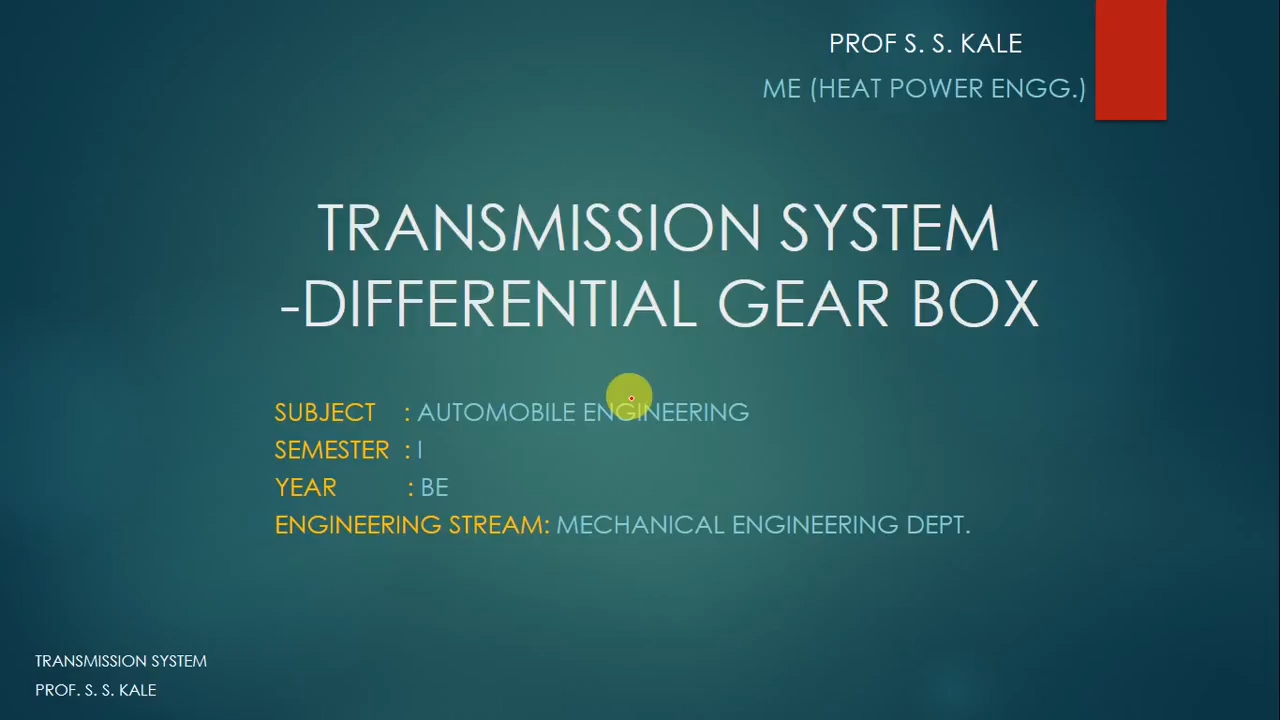 PROF S. S. KALE
ME (HEAT POWER ENGG.)
TRANSMISSION SYSTEM
-DIFFERENTIAL GEAR BOX
SUBJECT : AUTOMOBILE ENGINEERING
SEMESTER : I
YEAR : BE
ENGINEERING STREAM: MECHANICAL ENGINEERING DEPT.
TRANSMISSION SYSTEM
PROF. S. S. KALE